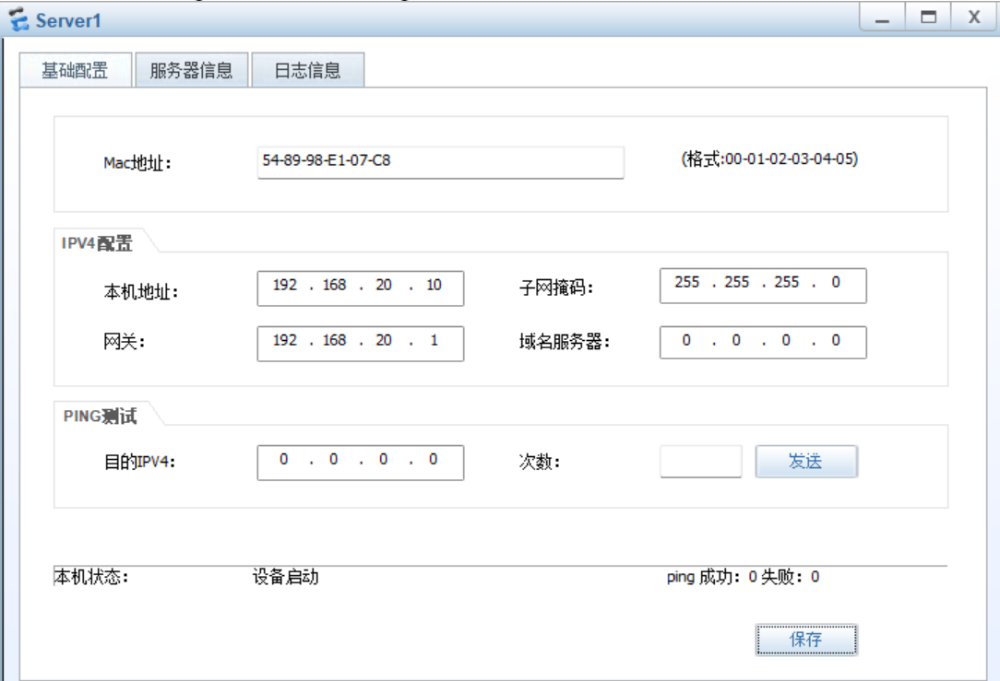 Server1
基础配置 服务器信息 日志信息
Mac地址: 54-89-98-E1-07-C8 (格式:00-01-02-03-04-05)
IPV4配置
本机地址: 192 . 168 . 20 . 10 子网掩码: 255 . 255 . 255 . 0
网关: 192 . 168 . 20 . 1 域名服务器: 0 . 0 . 0 . 0
PING测试
目的IPV4: 0 . 0 . 0 . 0 次数: 发送
本机状态: 设备启动 ping 成功: 0 失败: 0
保存